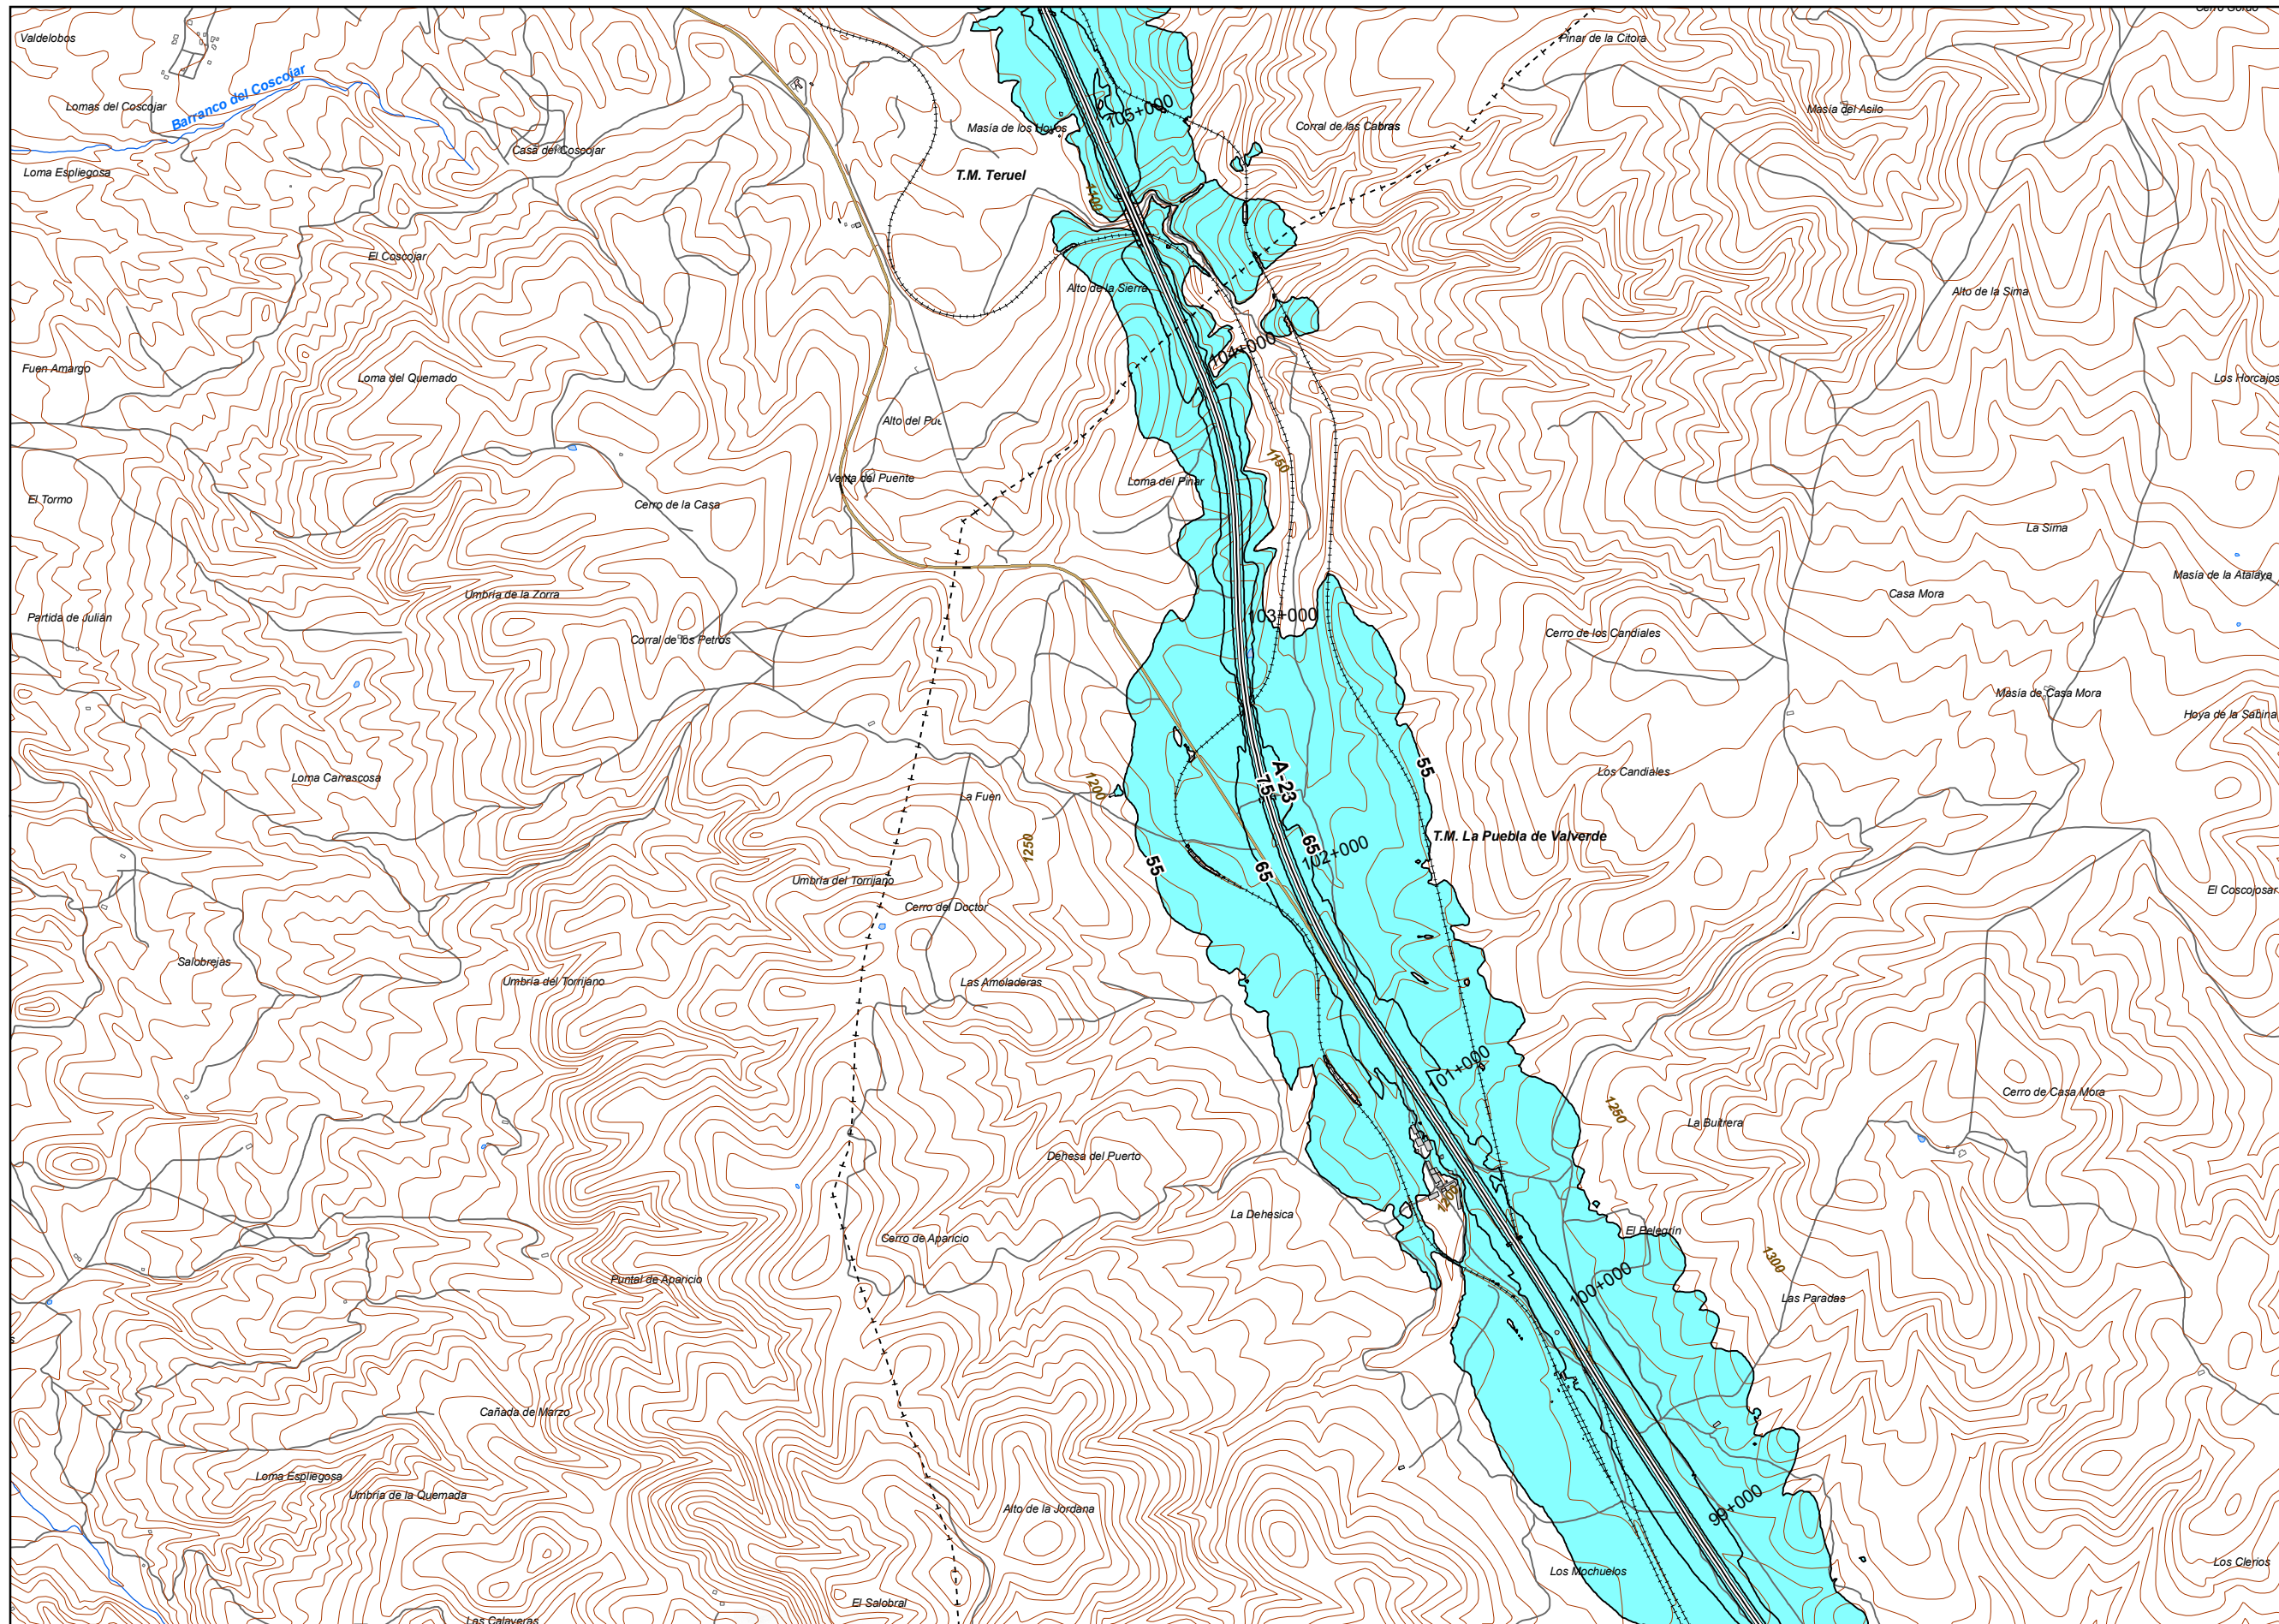 Cerro Gordo
Valdelobos
Pinar de la Citora
Barranco del Coscojar
Lomas del Coscojar
105+000
Masía del Asilo
Masía de los Hoyos
Corral de las Cabras
Casa del Coscojar
Loma Espliegosa
T.M. Teruel
1100
El Coscojar
Alto de la Sierra
Alto de la Sima
104+000
Fuen Amargo
Loma del Quemado
Los Horcajos
Alto del
1150
Venta del Puente
Loma del Pinar
El Tormo
Cerro de la Casa
La Sima
Masía de la Atalaya
Umbría de la Zorra
Casa Mora
Partida de Julián
103+000
Corral de los Petros
Cerro de los Candiales
Masía de Casa Mora
Hoya de la Sabina
55
Los Candiales
Loma Carrascosa
A-23
75
1200
La Fuen
T.M. La Puebla de Valverde
1250
65
102+000
55
65
Umbría del Torrijano
El Coscojosar
Cerro del Doctor
Salobrejas
Umbría del Torrijano
Las Amoladeras
101+000
Cerro de Casa Mora
1250
La Buitrera
Dehesa del Puerto
75
1200
La Dehesica
El Pelegrín
Cerro de Aparicio
1300
Puntal de Aparicio
100+000
Las Paradas
Cañada de Marzo
Loma Espliegosa
Umbría de la Quemada
Alto de la Jordana
99+000
Los Clerios
Los Mochuelos
El Salobral
Las Calaveras